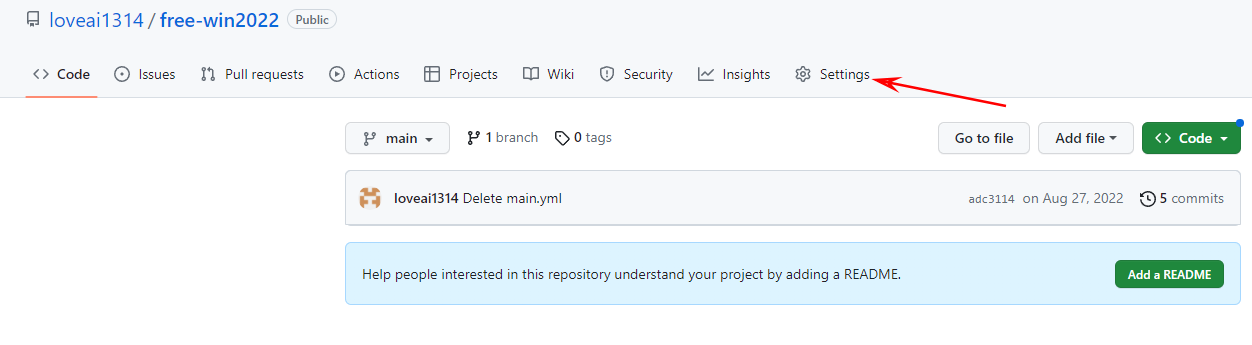 loveai1314 / free-win2022 Public
Code Issues Pull requests Actions Projects Wiki Security Insights Settings
main 1 branch 0 tags Go to file Add file Code
loveai1314 Delete main.yml adc3114 on Aug 27, 2022 5 commits
Help people interested in this repository understand your project by adding a README. Add a README